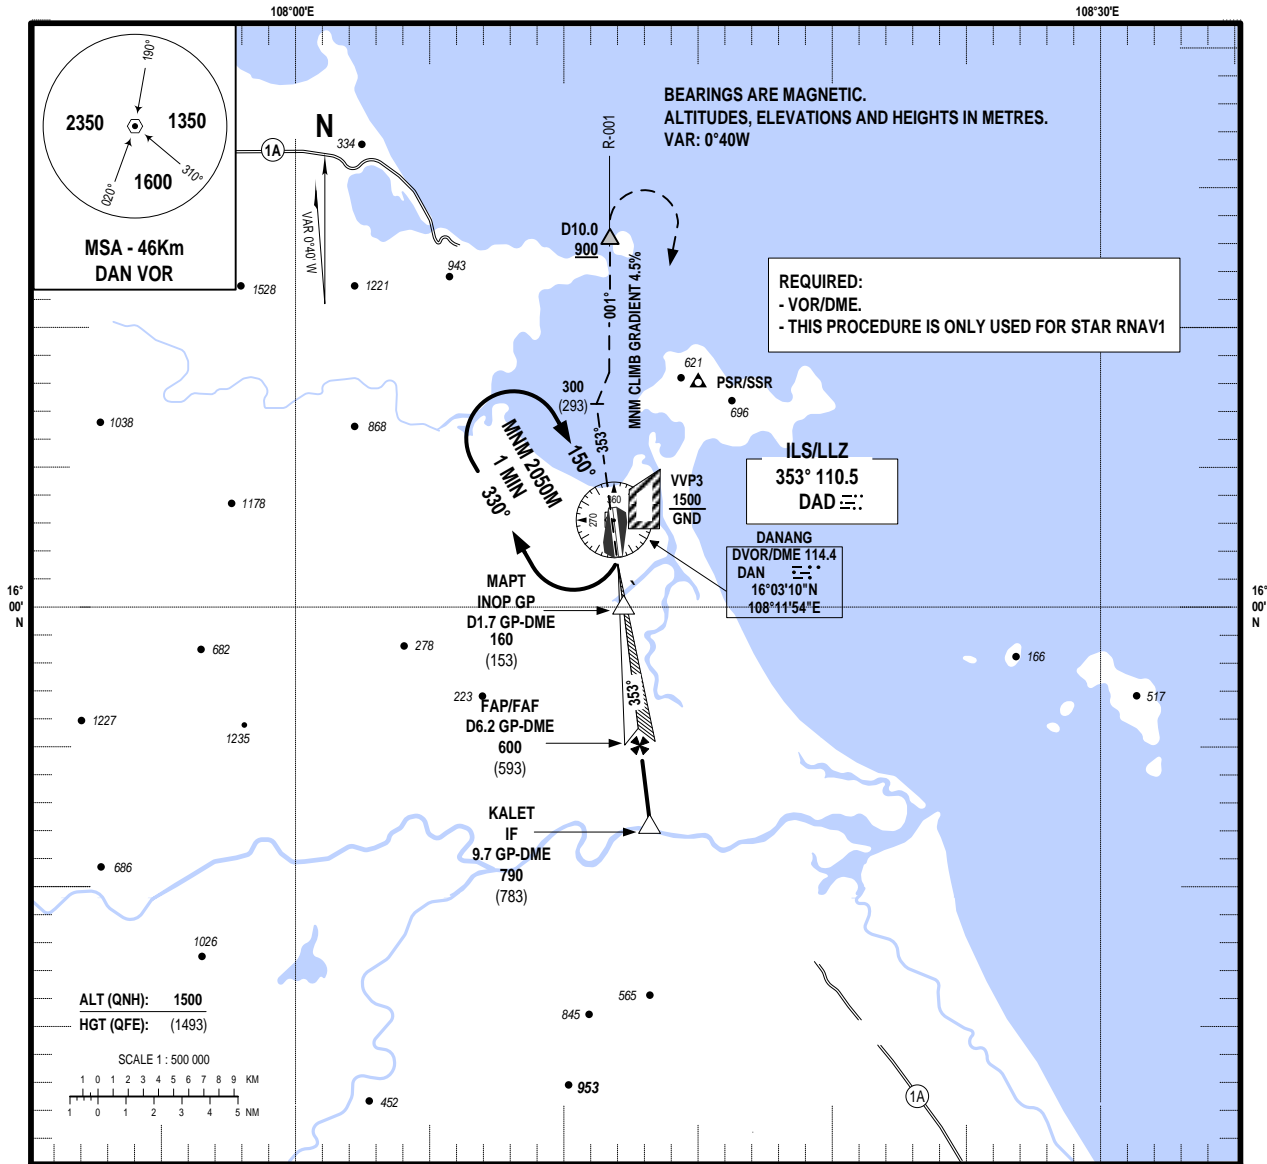 108°00'E
108°30'E
190°
2350
1350
310°
020°
1600
MSA - 46Km
DAN VOR
N
VAR 0°40' W
1A
334
BEARINGS ARE MAGNETIC.
ALTITUDES, ELEVATIONS AND HEIGHTS IN METRES.
VAR: 0°40W
R-001
D10.0
900
001°
MNM CLIMB GRADIENT 4.5%
943
1528
1221
REQUIRED:
- VOR/DME.
- THIS PROCEDURE IS ONLY USED FOR STAR RNAV1
621
PSR/SSR
696
300
(293)
353°
1038
868
MNM 2050M
1 MIN
150°
330°
ILS/LLZ
353° 110.5
DAD
1178
VVP3
1500
GND
360
270
DANANG
DVOR/DME 114.4
DAN
16°03'10"N
108°11'54"E
16°
00'
N
16°
00'
N
MAPT
INOP GP
D1.7 GP-DME
160
(153)
682
278
166
223
353°
517
FAP/FAF
D6.2 GP-DME
600
(593)
1227
1235
KALET
IF
9.7 GP-DME
790
(783)
686
1026
565
845
953
452
1A
ALT (QNH): 1500
HGT (QFE): (1493)
SCALE 1 : 500 000
1 0 1 2 3 4 5 6 7 8 9 KM
1 0 1 2 3 4 5 NM